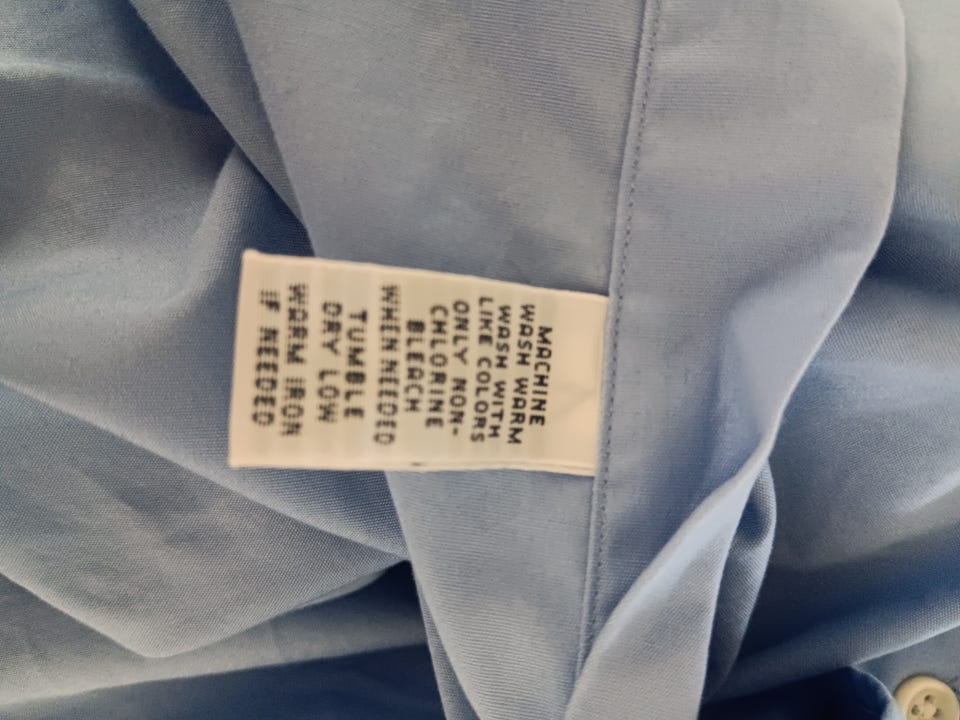 MACHINE
WASH WARM
WASH WITH
LIKE COLORS
ONLY NON-
CHLORINE
BLEACH
WHEN NEEDED
TUMBLE
DRY LOW
WARM IRON
IF NEEDED